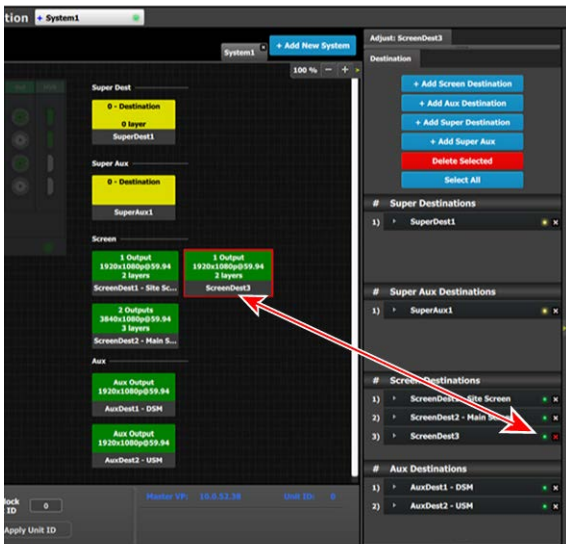 tion + System1
System1 x
+ Add New System
100 % − +
Super Dest
0 - Destination
0 layer
SuperDest1
Super Aux
0 - Destination
SuperAux1
Screen
1 Output
1920x1080p@59.94
2 layers
ScreenDest1 - Site Sc...
1 Output
1920x1080p@59.94
2 layers
ScreenDest3
2 Outputs
3840x1080p@59.94
3 layers
ScreenDest2 - Main S...
Aux
Aux Output
1920x1080p@59.94
AuxDest1 - DSM
Aux Output
1920x1080p@59.94
AuxDest2 - USM
lock
ID 0
Apply Unit ID
Master VP: 10.0.52.38 Unit ID: 0
Adjust: ScreenDest3
Destination
+ Add Screen Destination
+ Add Aux Destination
+ Add Super Destination
+ Add Super Aux
Delete Selected
Select All
# Super Destinations
1) SuperDest1
# Super Aux Destinations
1) SuperAux1
# Screen Destinations
1) ScreenDest1 - Site Screen
2) ScreenDest2 - Main
3) ScreenDest3
# Aux Destinations
1) AuxDest1 - DSM
2) AuxDest2 - USM